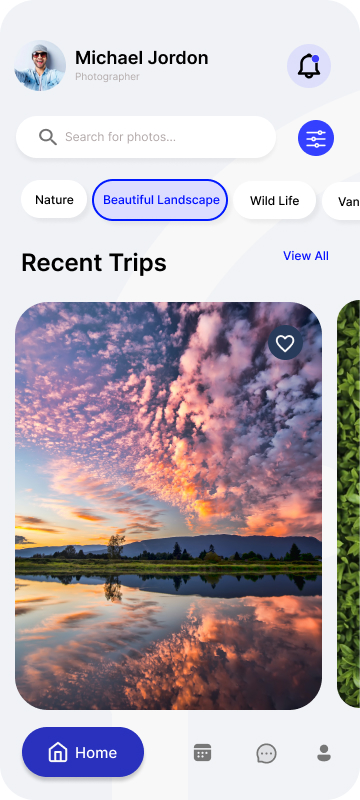 Michael Jordon
Photographer
Search for photos...
Nature
Beautiful Landscape
Wild Life
Van
Recent Trips
View All
Home